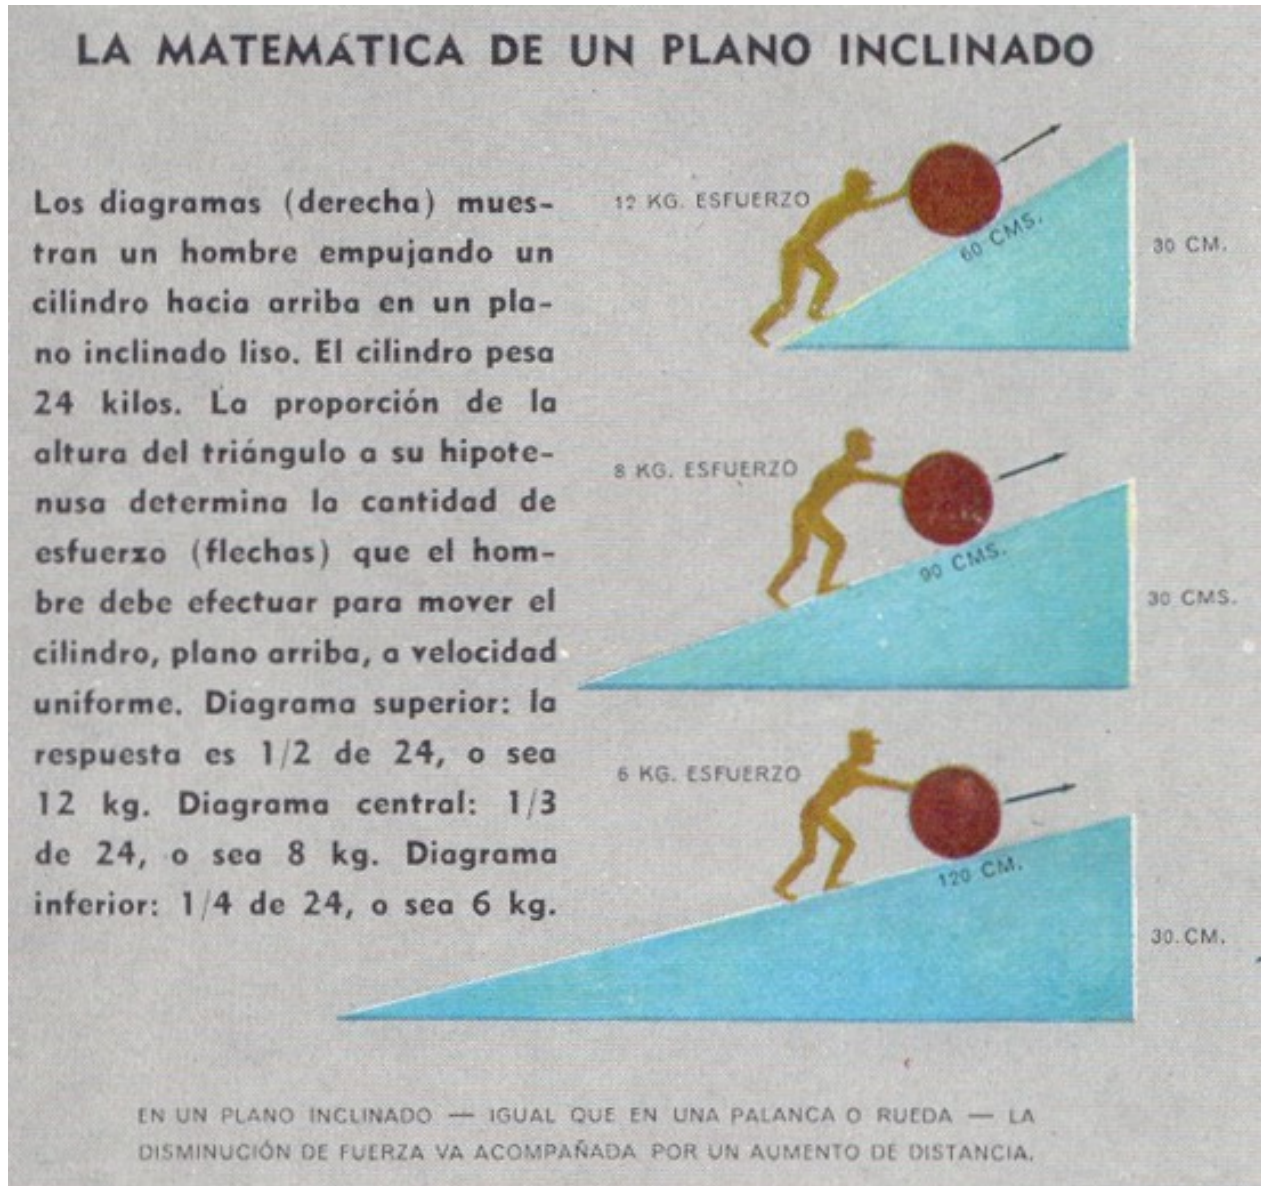 LA MATEMÁTICA DE UN PLANO INCLINADO
Los diagramas (derecha) mues-
tran un hombre empujando un
cilindro hacia arriba en un pla-
no inclinado liso. El cilindro pesa
24 kilos. La proporción de la
altura del triángulo a su hipote-
nusa determina la cantidad de
esfuerzo (flechas) que el hom-
bre debe efectuar para mover el
cilindro, plano arriba, a velocidad
uniforme. Diagrama superior: la
respuesta es 1/2 de 24, o sea
12 kg. Diagrama central: 1/3
de 24, o sea 8 kg. Diagrama
inferior: 1/4 de 24, o sea 6 kg.
12 KG. ESFUERZO
60 CMS.
30 CM.
8 KG. ESFUERZO
90 CMS.
30 CMS.
6 KG. ESFUERZO
120 CM.
30.CM.
EN UN PLANO INCLINADO — IGUAL QUE EN UNA PALANCA O RUEDA — LA
DISMINUCIÓN DE FUERZA VA ACOMPAÑADA POR UN AUMENTO DE DISTANCIA.